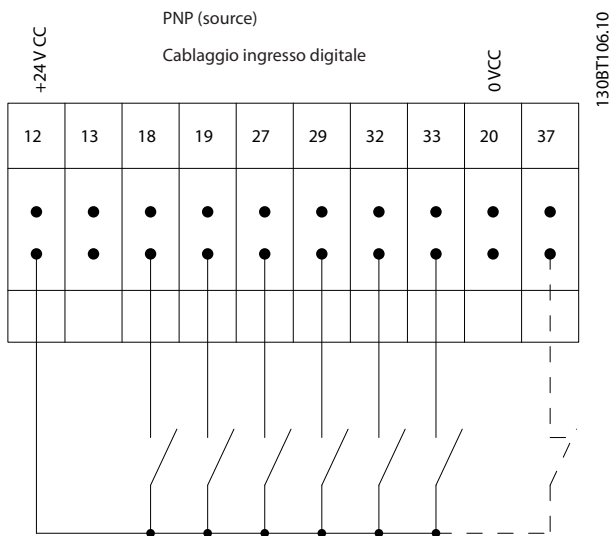 PNP (source)
Cablaggio ingresso digitale
+24 V CC
0 VCC
130BT106.10
12 13 18 19 27 29 32 33 20 37